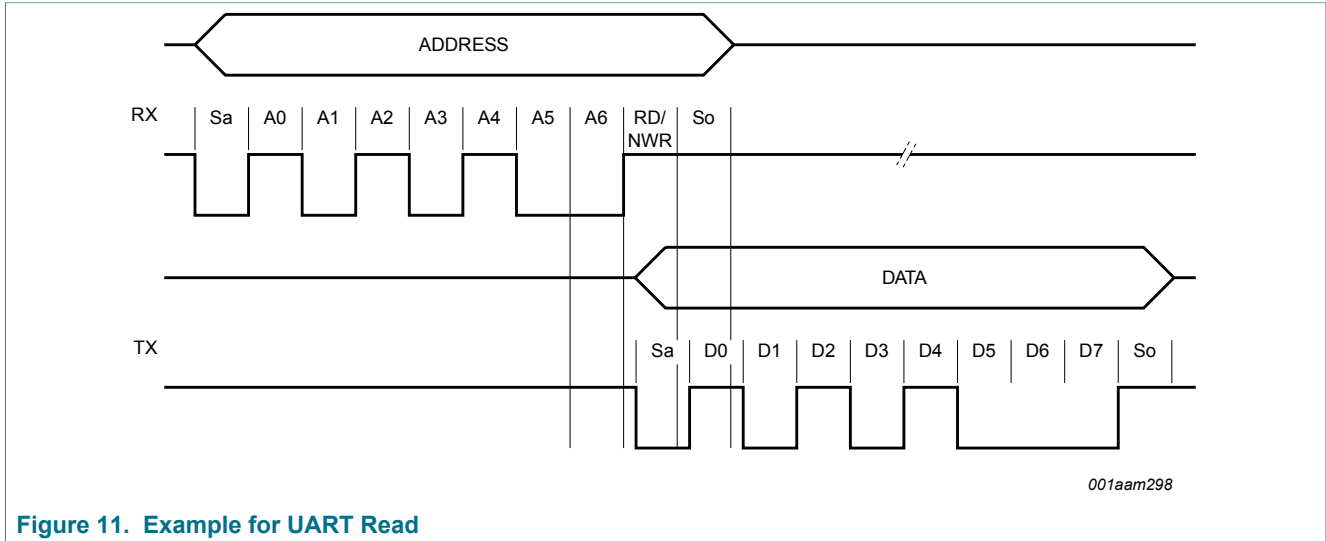 ADDRESS
RX Sa A0 A1 A2 A3 A4 A5 A6 RD/ So
NWR
DATA
TX Sa D0 D1 D2 D3 D4 D5 D6 D7 So
001aam298
Figure 11. Example for UART Read